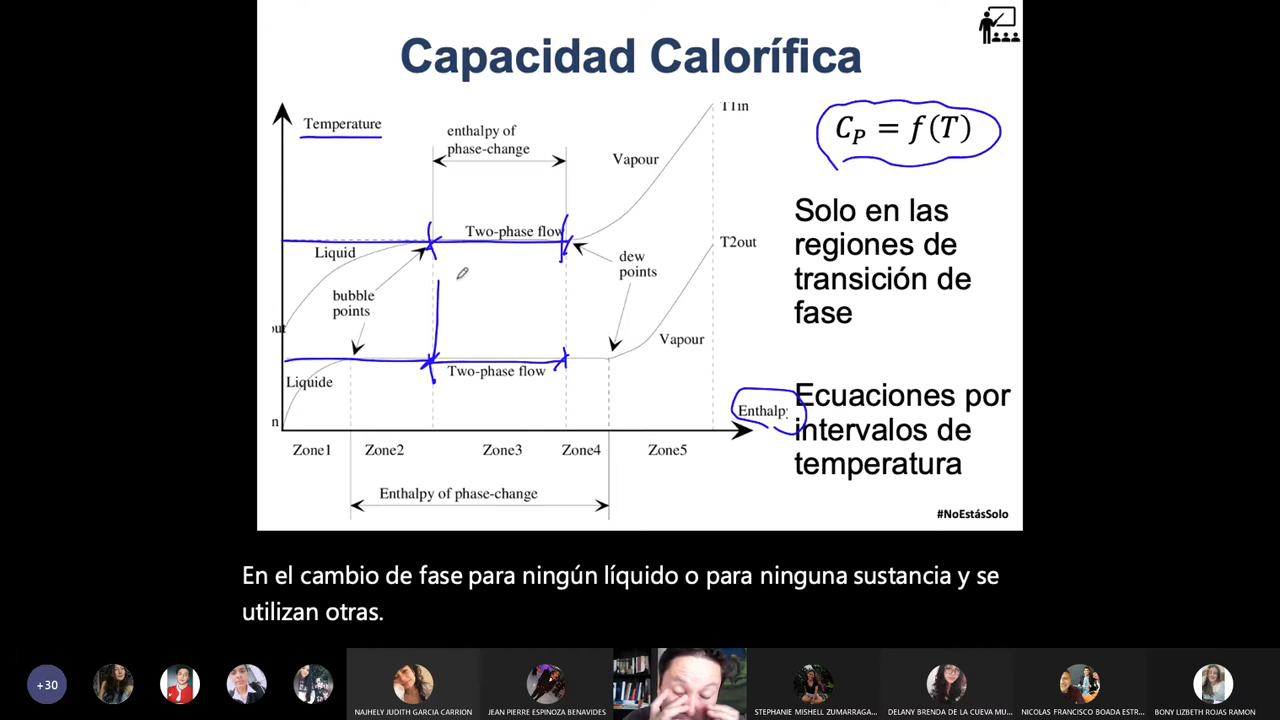 Capacidad Calorífica
Temperature
enthalpy of
phase-change
Vapour
T1in
C_P = f(T)
Solo en las
regiones de
transición de
fase
Two-phase flow
Liquid
T2out
dew
points
bubble
points
out
Vapour
Two-phase flow
Liquide
Enthalpy
Ecuaciones por
intervalos de
temperatura
n
Zone1
Zone2
Zone3
Zone4
Zone5
Enthalpy of phase-change
#NoEstásSolo
En el cambio de fase para ningún líquido o para ninguna sustancia y se
utilizan otras.
+30
NAJHELY JUDITH GARCIA CARRION
JEAN PIERRE ESPINOZA BENAVIDES
STEPHANIE MISHELL ZUMARRAGA...
DELANY BRENDA DE LA CUEVA MU...
NICOLAS FRANCISCO BOADA ESTR...
BONY LIZBETH ROJAS RAMON